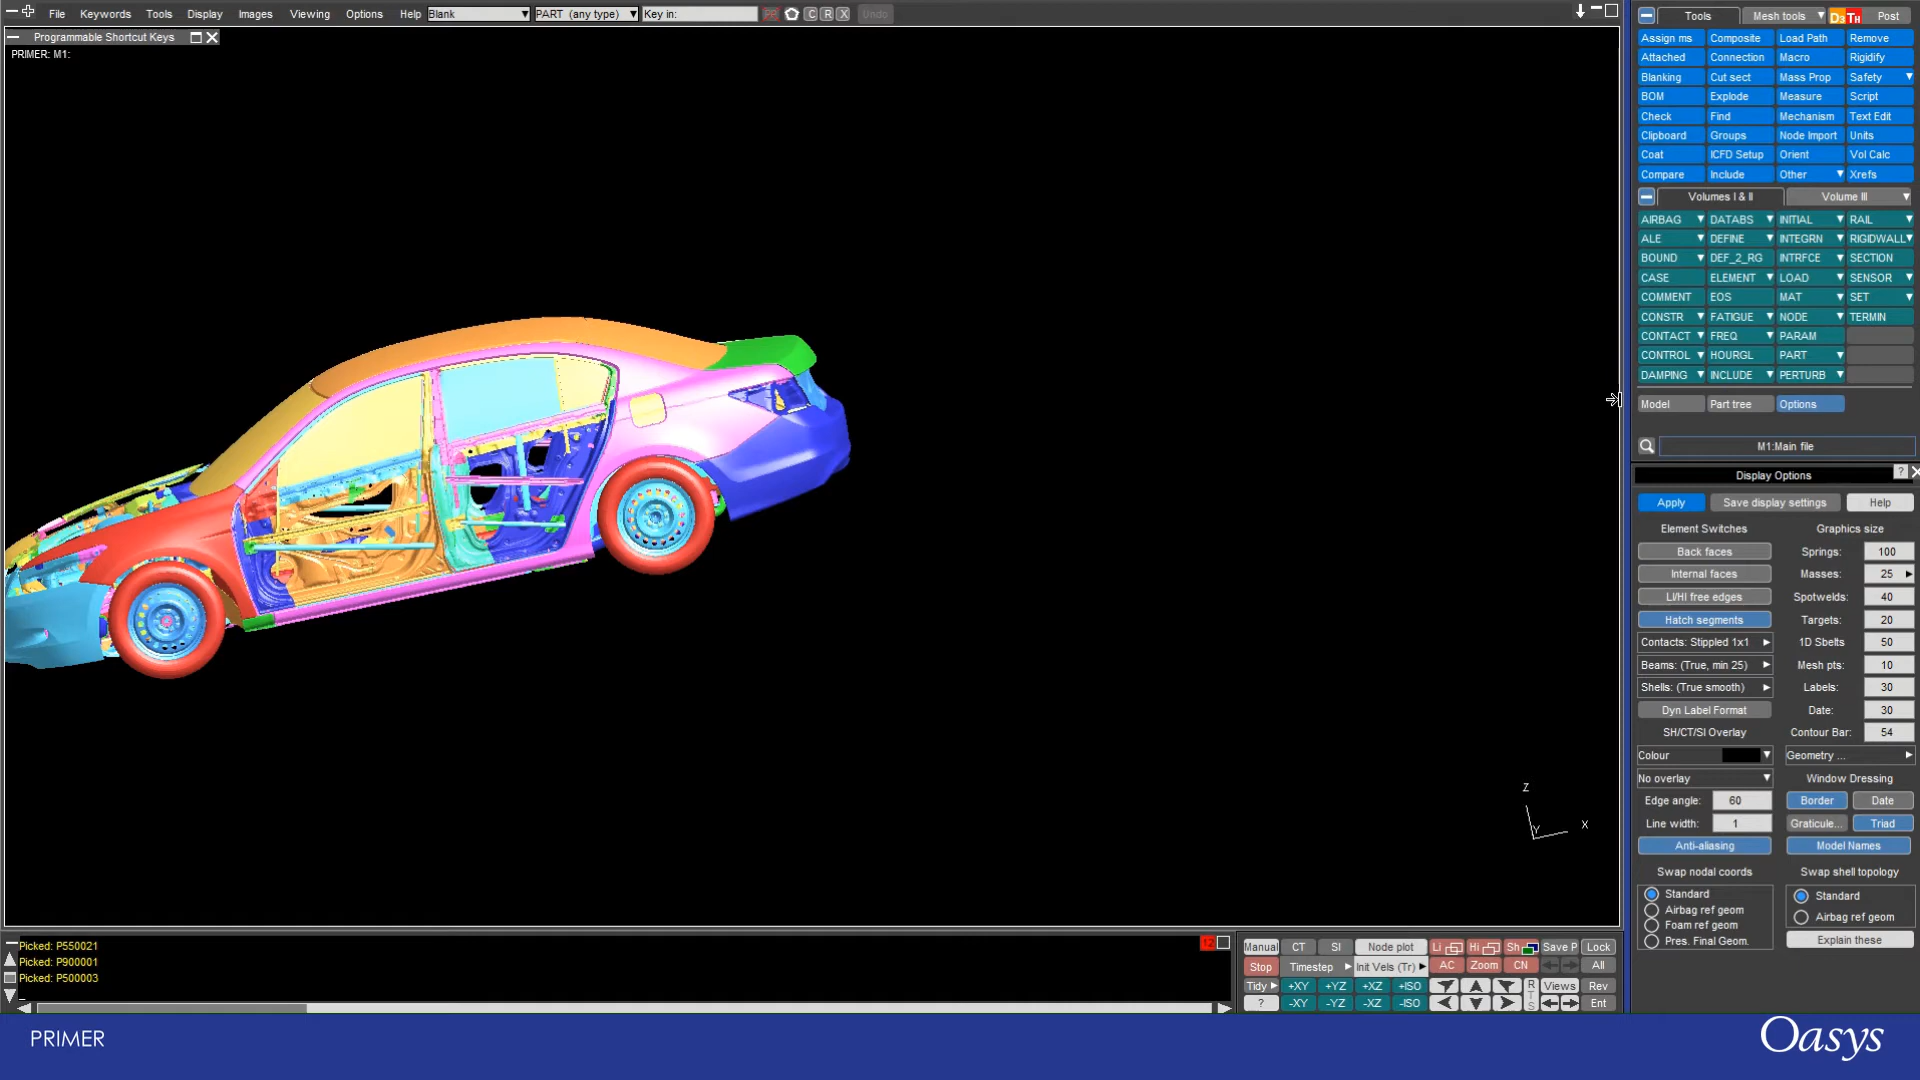 File Keywords Tools Display Images Viewing Options Help Blank PART (any type) Key in: PP C R X Undo
Programmable Shortcut Keys
PRIMER: M1:
Z
Y
X
Picked: P550021
Picked: P900001
Picked: P500003
12
Manual CT SI Node plot Li Hi Sh Save P Lock
Stop Timestep Init Vels (Tr) AC Zoom CN All
Tidy +XY +YZ +XZ +ISO R T S Views Rev
? -XY -YZ -XZ -ISO Ent
Tools Mesh tools D3 TH Post
Assign ms Composite Load Path Remove
Attached Connection Macro Rigidify
Blanking Cut sect Mass Prop Safety
BOM Explode Measure Script
Check Find Mechanism Text Edit
Clipboard Groups Node Import Units
Coat ICFD Setup Orient Vol Calc
Compare Include Other Xrefs
Volumes I & II Volume III
AIRBAG DATABS INITIAL RAIL
ALE DEFINE INTEGRN RIGIDWALL
BOUND DEF_2_RG INTRFCE SECTION
CASE ELEMENT LOAD SENSOR
COMMENT EOS MAT SET
CONSTR FATIGUE NODE TERMIN
CONTACT FREQ PARAM
CONTROL HOURGL PART
DAMPING INCLUDE PERTURB
Model Part tree Options
M1:Main file
Display Options ? X
Apply Save display settings Help
Element Switches Graphics size
Back faces Springs: 100
Internal faces Masses: 25
LI/HI free edges Spotwelds: 40
Hatch segments Targets: 20
Contacts: Stippled 1x1 1D Sbelts 50
Beams: (True, min 25) Mesh pts: 10
Shells: (True smooth) Labels: 30
Dyn Label Format Date: 30
SH/CT/SI Overlay Contour Bar: 54
Colour Geometry ...
No overlay Window Dressing
Edge angle: 60 Border Date
Line width: 1 Graticule... Triad
Anti-aliasing Model Names
Swap nodal coords Swap shell topology
Standard Standard
Airbag ref geom Airbag ref geom
Foam ref geom
Pres. Final Geom. Explain these
PRIMER Oasys